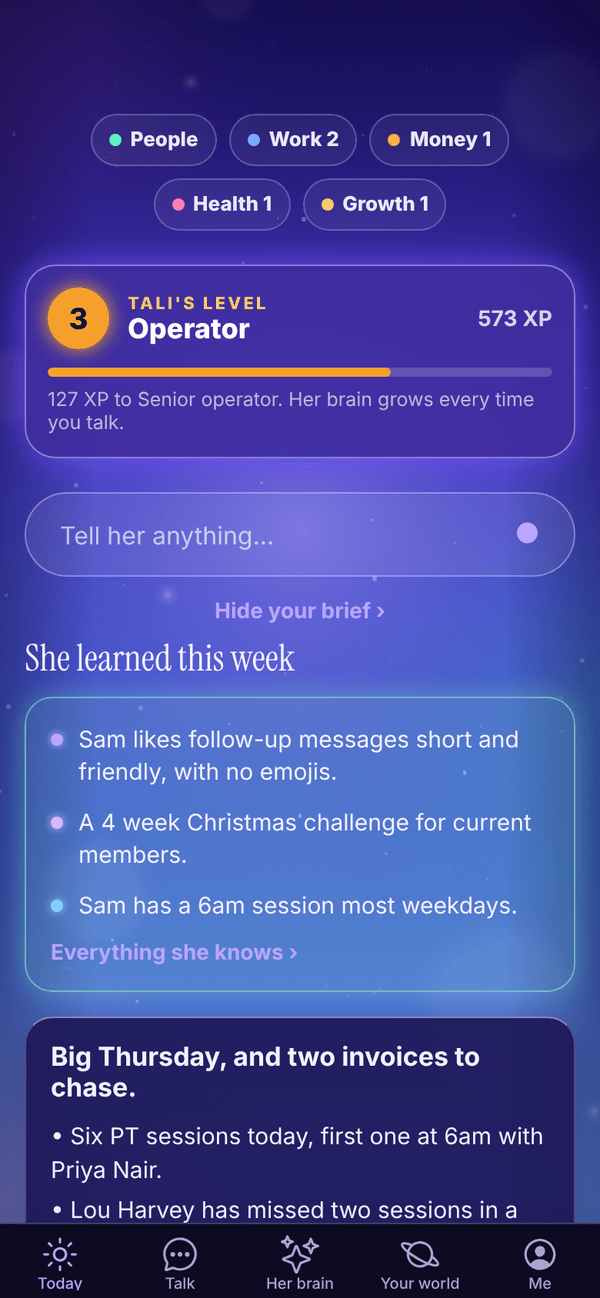 People
Work 2
Money 1
Health 1
Growth 1
3
TALI'S LEVEL
Operator
573 XP
127 XP to Senior operator. Her brain grows every time
you talk.
Tell her anything...
Hide your brief ›
She learned this week
Sam likes follow-up messages short and
friendly, with no emojis.
A 4 week Christmas challenge for current
members.
Sam has a 6am session most weekdays.
Everything she knows ›
Big Thursday, and two invoices to
chase.
• Six PT sessions today, first one at 6am with
Priya Nair.
• Lou Harvey has missed two sessions in a
Today
Talk
Her brain
Your world
Me